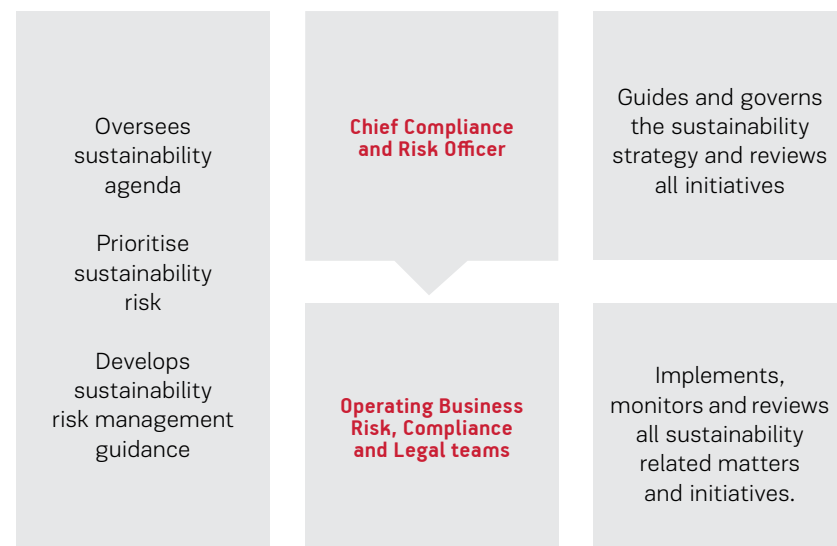 Oversees
sustainability
agenda
Prioritise
sustainability
risk
Develops
sustainability
risk management
guidance
Chief Compliance
and Risk Officer
Guides and governs
the sustainability
strategy and reviews
all initiatives
Operating Business
Risk, Compliance
and Legal teams
Implements,
monitors and reviews
all sustainability
related matters
and initiatives.